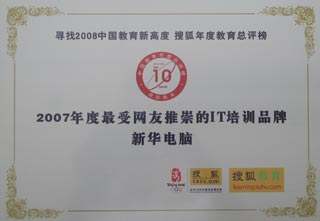 寻找2008中国教育新高度 搜狐年度教育总评榜
10
2007年度最受网友推崇的IT培训品牌
新华电脑
搜狐
搜狐教育
learning.sohu.com